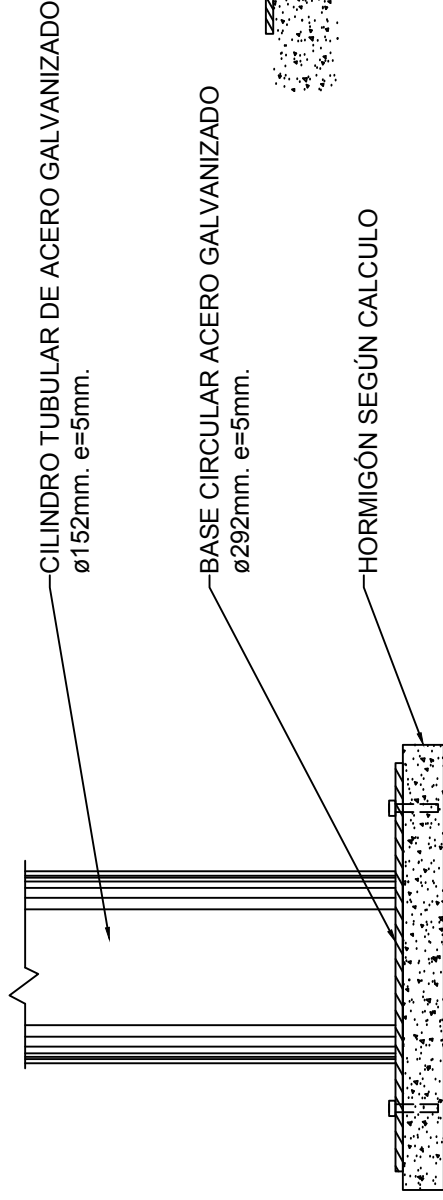 CILINDRO TUBULAR DE ACERO GALVANIZADO
ø152mm. e=5mm.
BASE CIRCULAR ACERO GALVANIZADO
ø292mm. e=5mm.
HORMIGÓN SEGÚN CALCULO